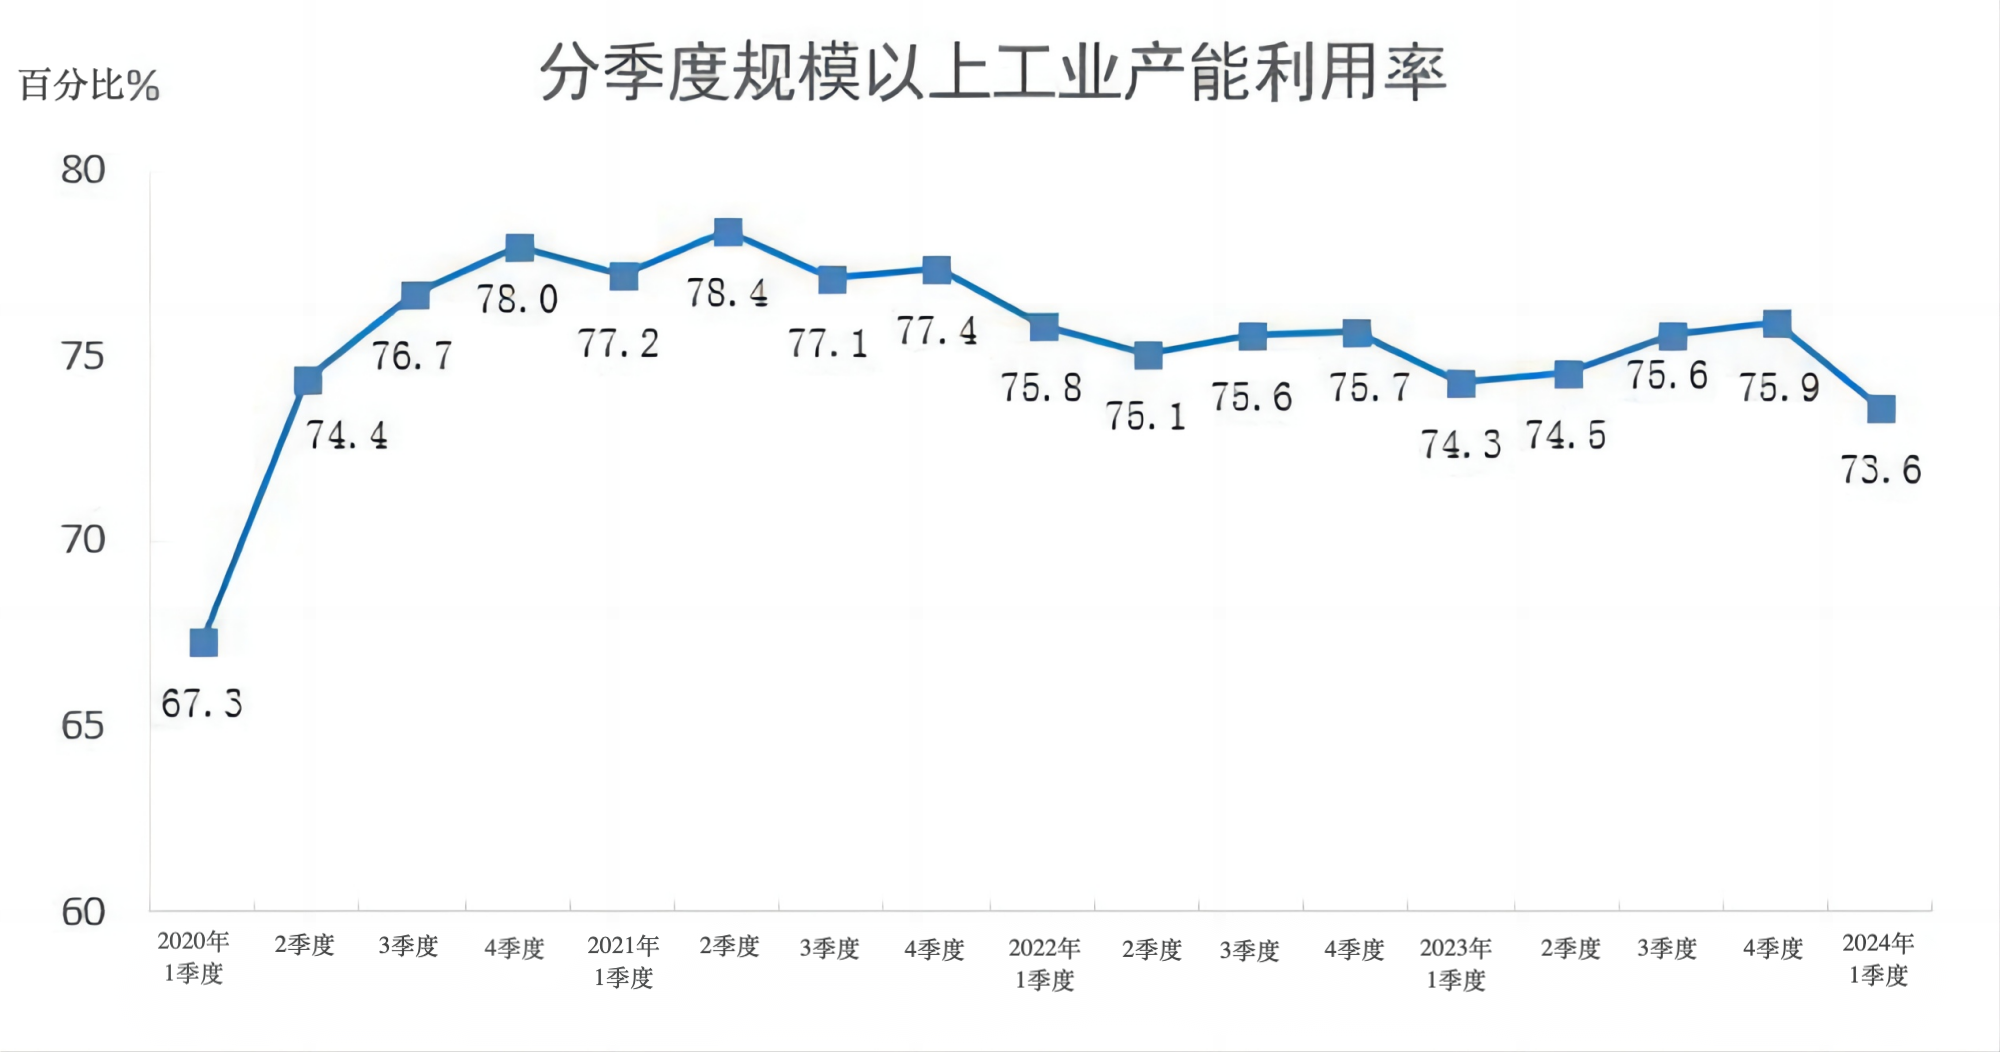 分季度规模以上工业产能利用率
百分比%
80
75
70
65
60
67.3
74.4
76.7
78.0
77.2
78.4
77.1
77.4
75.8
75.1
75.6
75.7
74.3
74.5
75.6
75.9
73.6
2020年
1季度
2季度
3季度
4季度
2021年
1季度
2季度
3季度
4季度
2022年
1季度
2季度
3季度
4季度
2023年
1季度
2季度
3季度
4季度
2024年
1季度